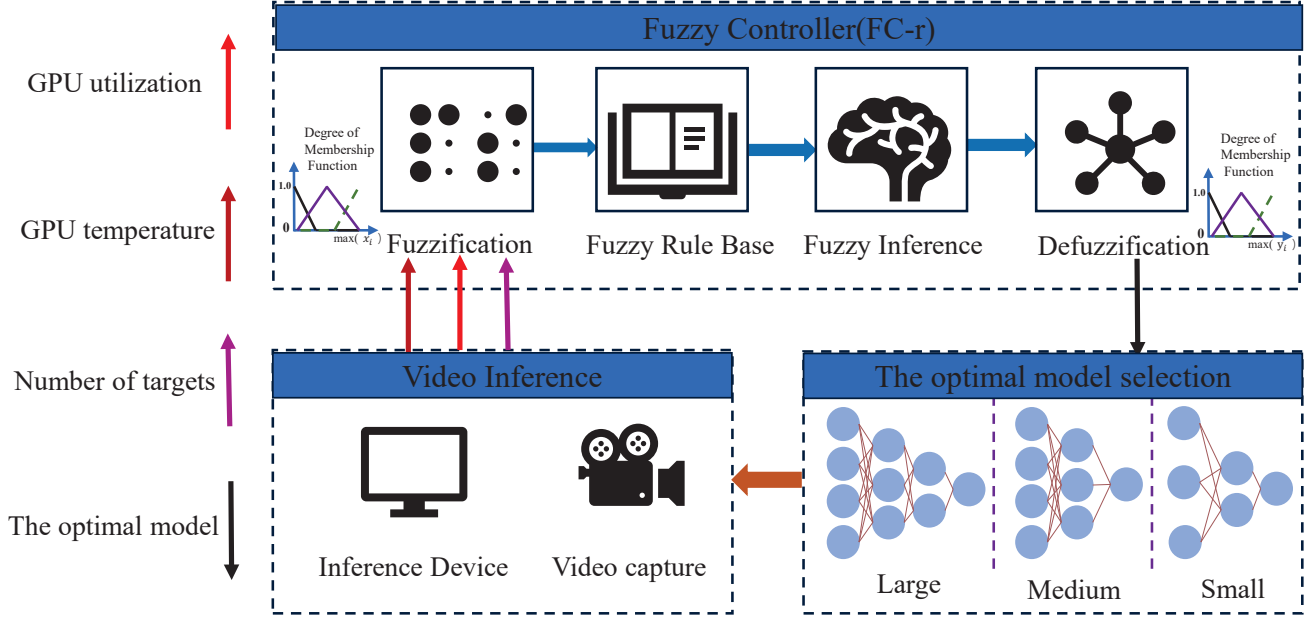 Fuzzy Controller(FC-r)
GPU utilization
GPU temperature
Number of targets
The optimal model
Degree of
Membership
Function
1.0
0
max( x_i )
Fuzzification
Fuzzy Rule Base
Fuzzy Inference
Defuzzification
Degree of
Membership
Function
1.0
0
max( y_i )
Video Inference
Inference Device
Video capture
The optimal model selection
Large
Medium
Small